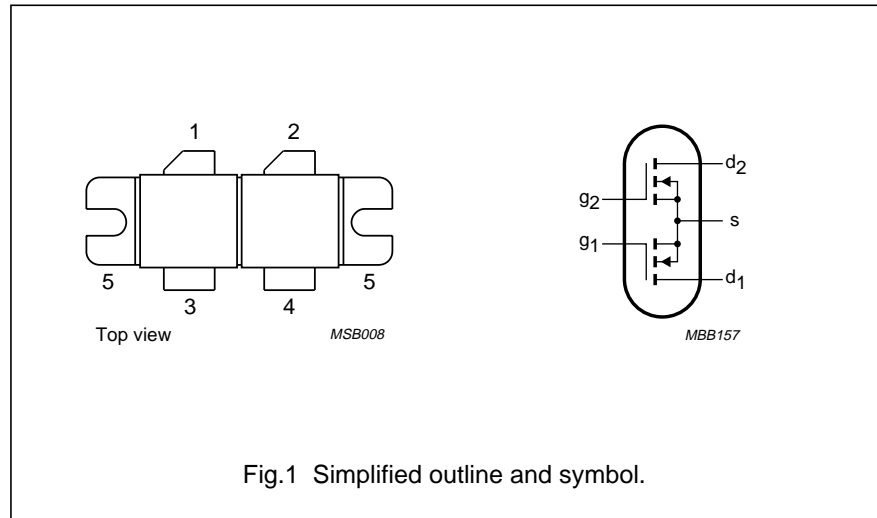 1 2
5 5
3 4
Top view MSB008
d2
g2
s
g1
d1
MBB157
Fig.1 Simplified outline and symbol.